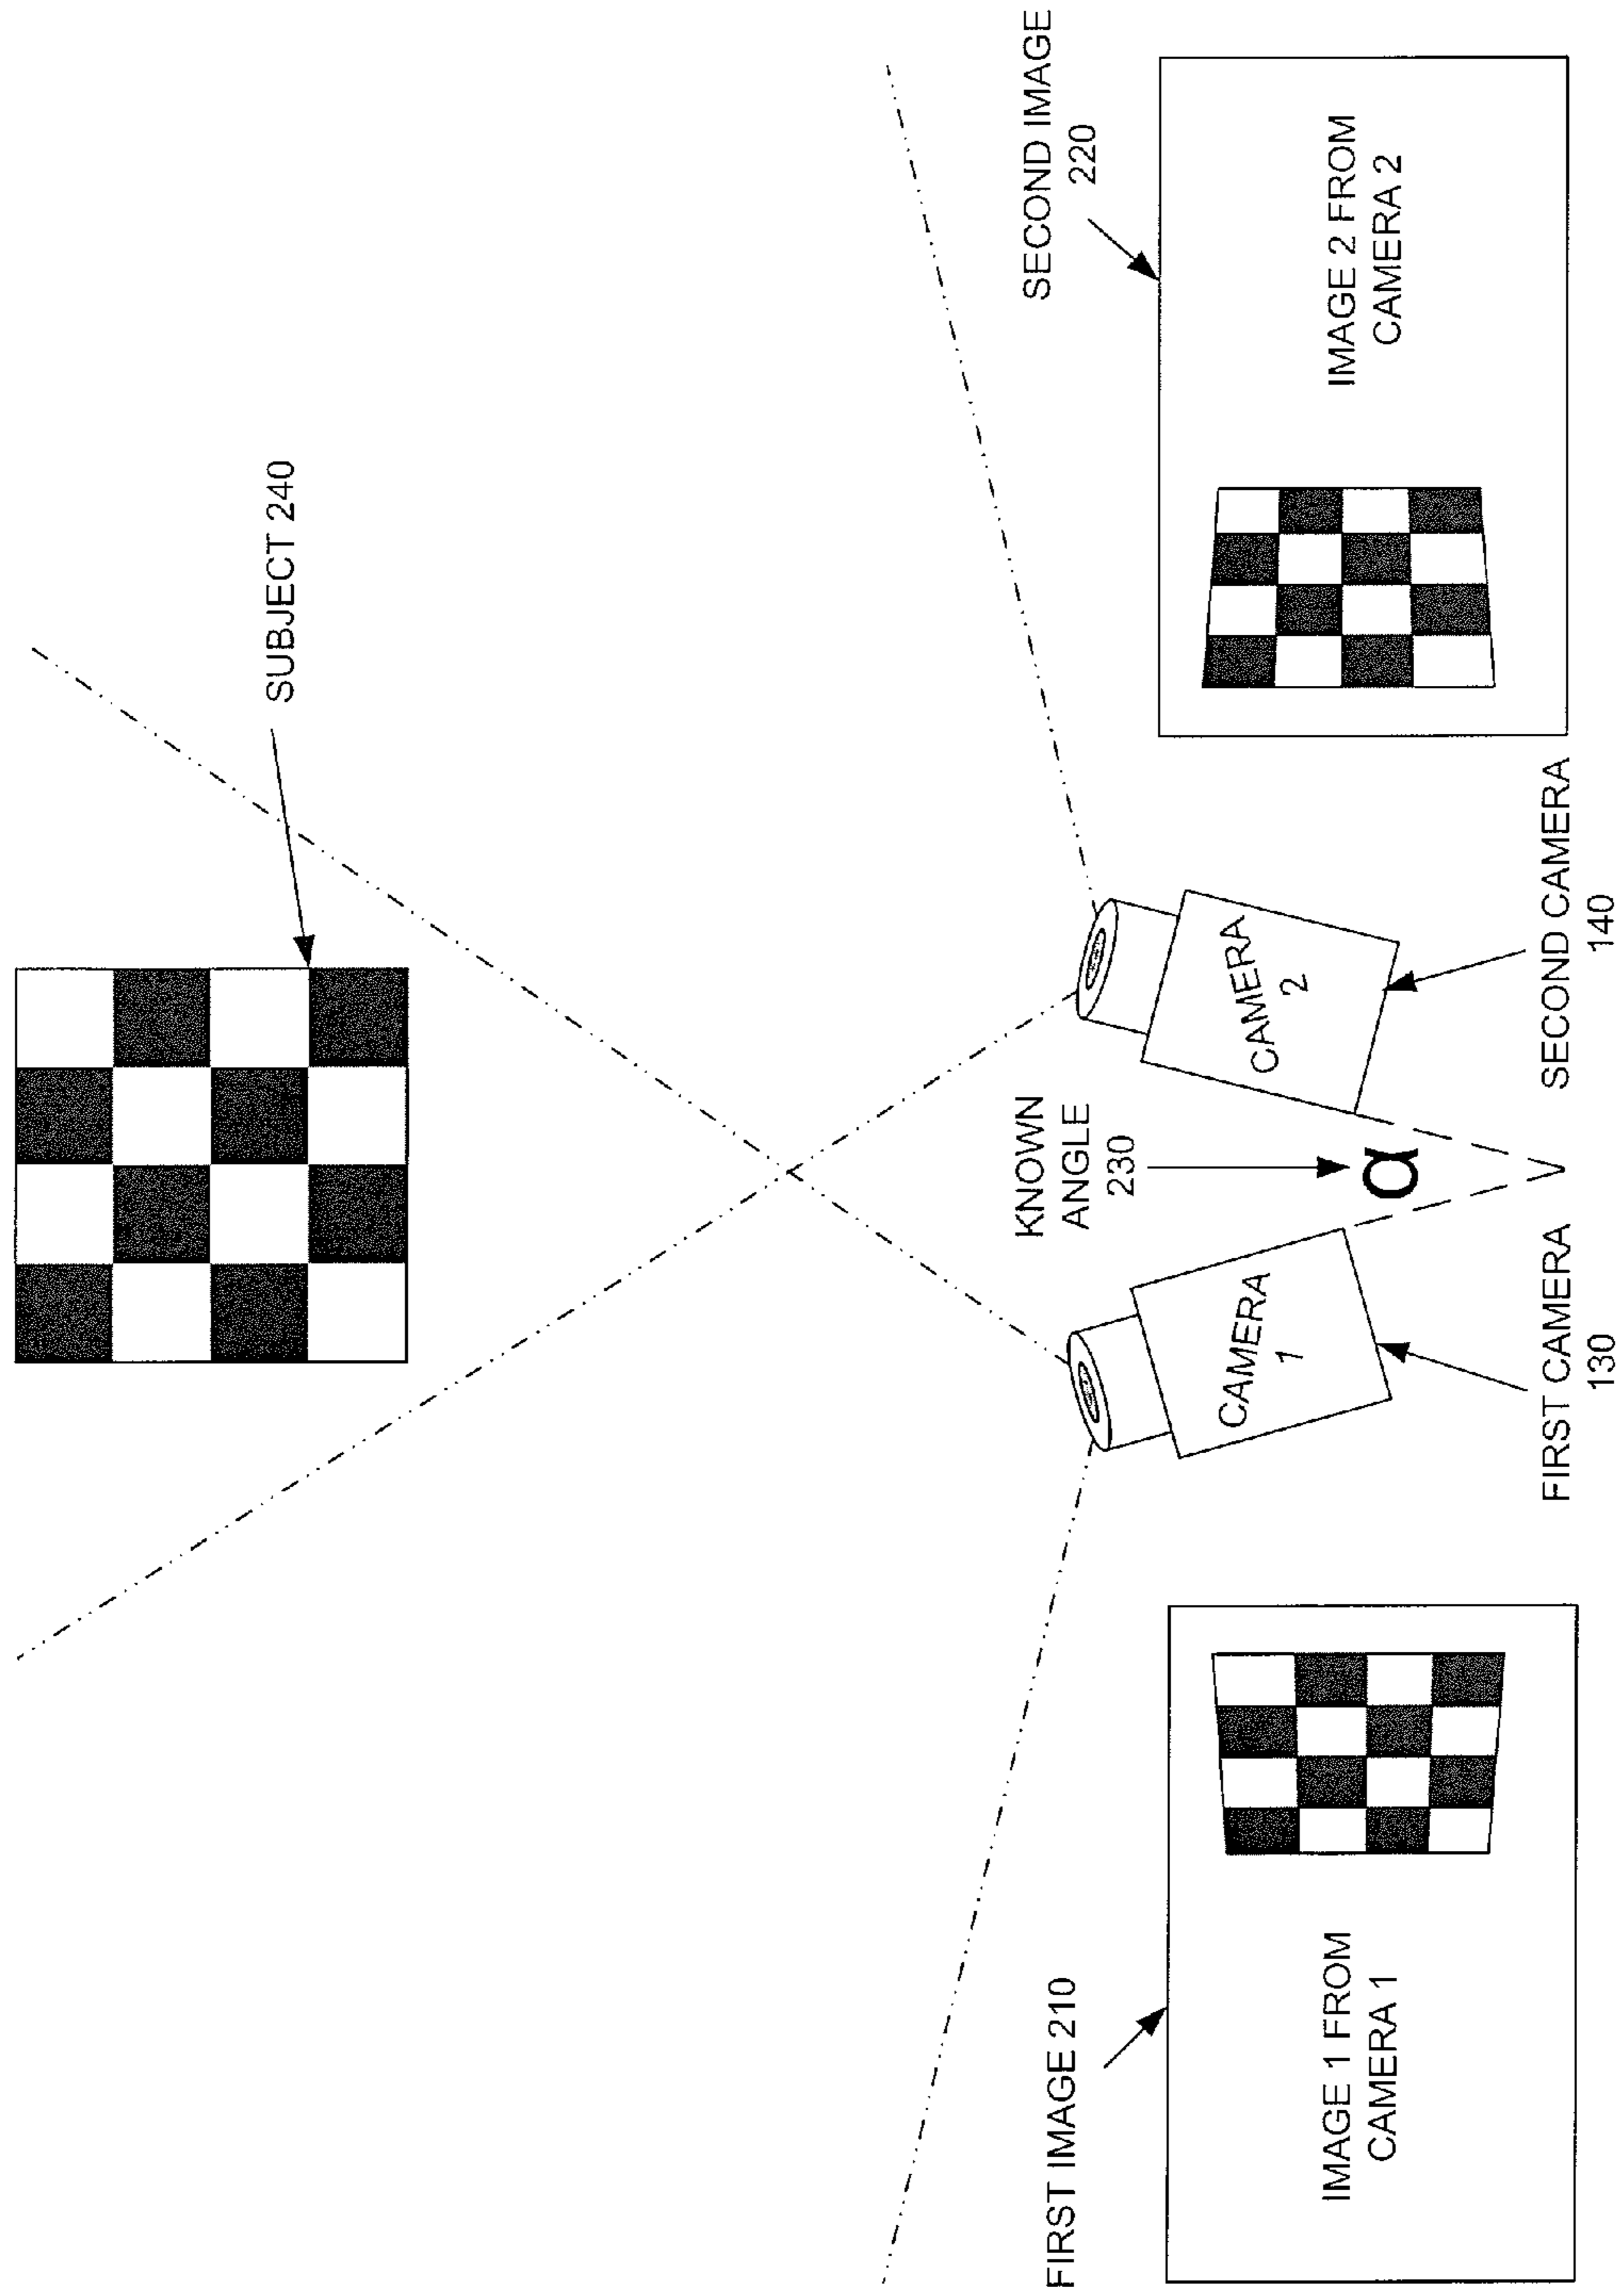 SUBJECT 240
FIRST IMAGE 210
IMAGE 1 FROM
CAMERA 1
CAMERA
1
FIRST CAMERA
130
KNOWN
ANGLE
230
α
CAMERA
2
SECOND CAMERA
140
SECOND IMAGE
220
IMAGE 2 FROM
CAMERA 2